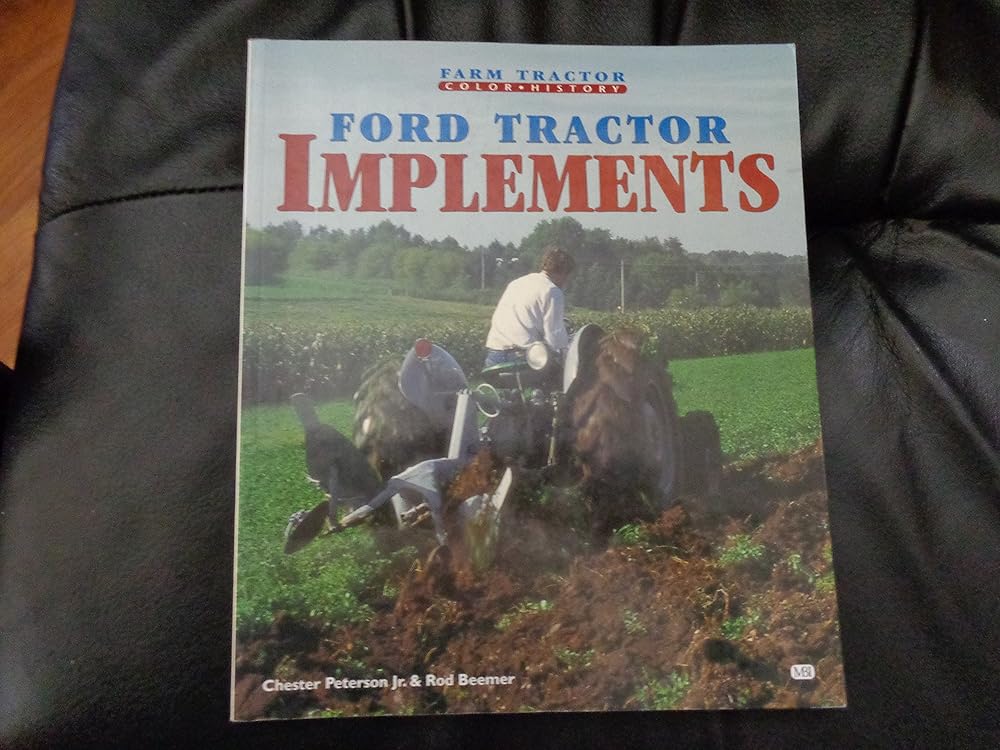 FARM TRACTOR
COLOR • HISTORY
FORD TRACTOR
IMPLEMENTS
Chester Peterson Jr. & Rod Beemer
MBI